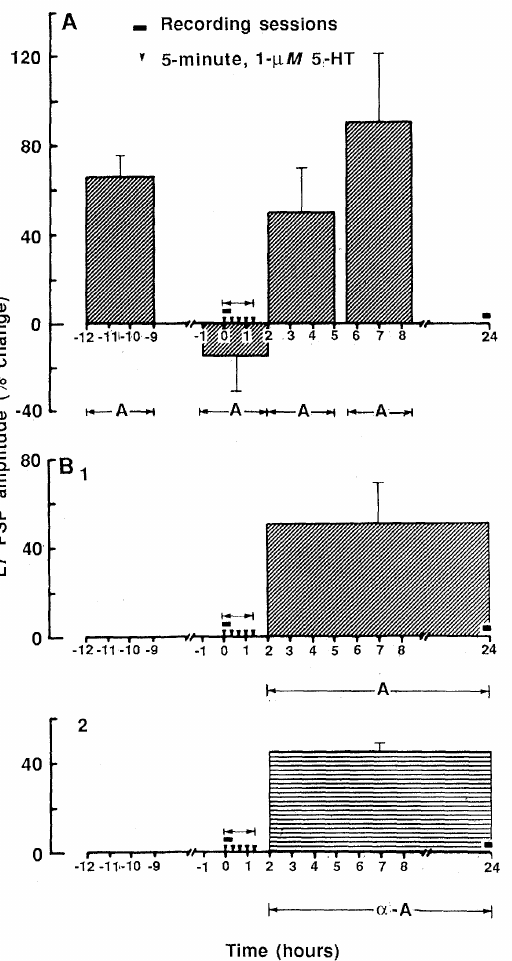 A
Recording sessions
5-minute, 1-μM 5-HT
120
80
40
0
-40
-12 -11 -10 -9 -1 0 1 2 3 4 5 6 7 8 24
A A A A
amplitude (% change)
B 1
80
40
0
-12 -11 -10 -9 -1 0 1 2 3 4 5 6 7 8 24
A
2
40
0
-12 -11 -10 -9 -1 0 1 2 3 4 5 6 7 8 24
α-A
Time (hours)